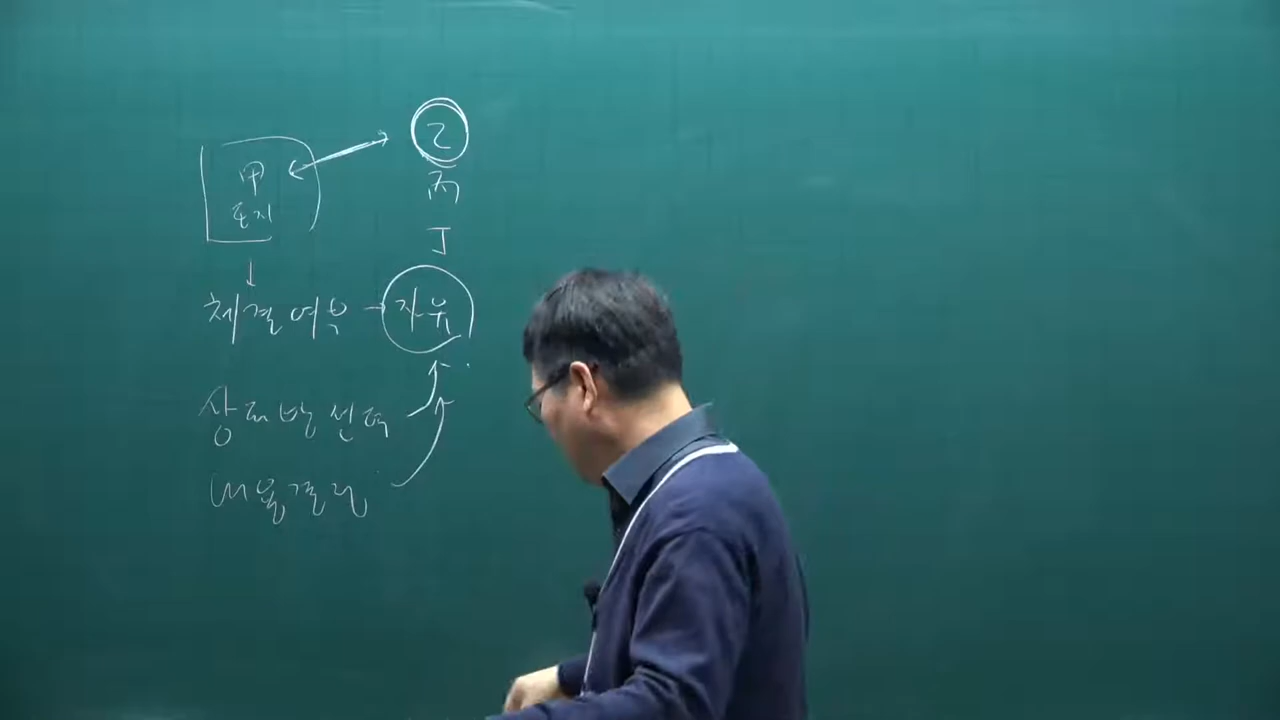 甲 乙
토지 丙
丁
체결여부 → 자유
상대방선택
내용결정